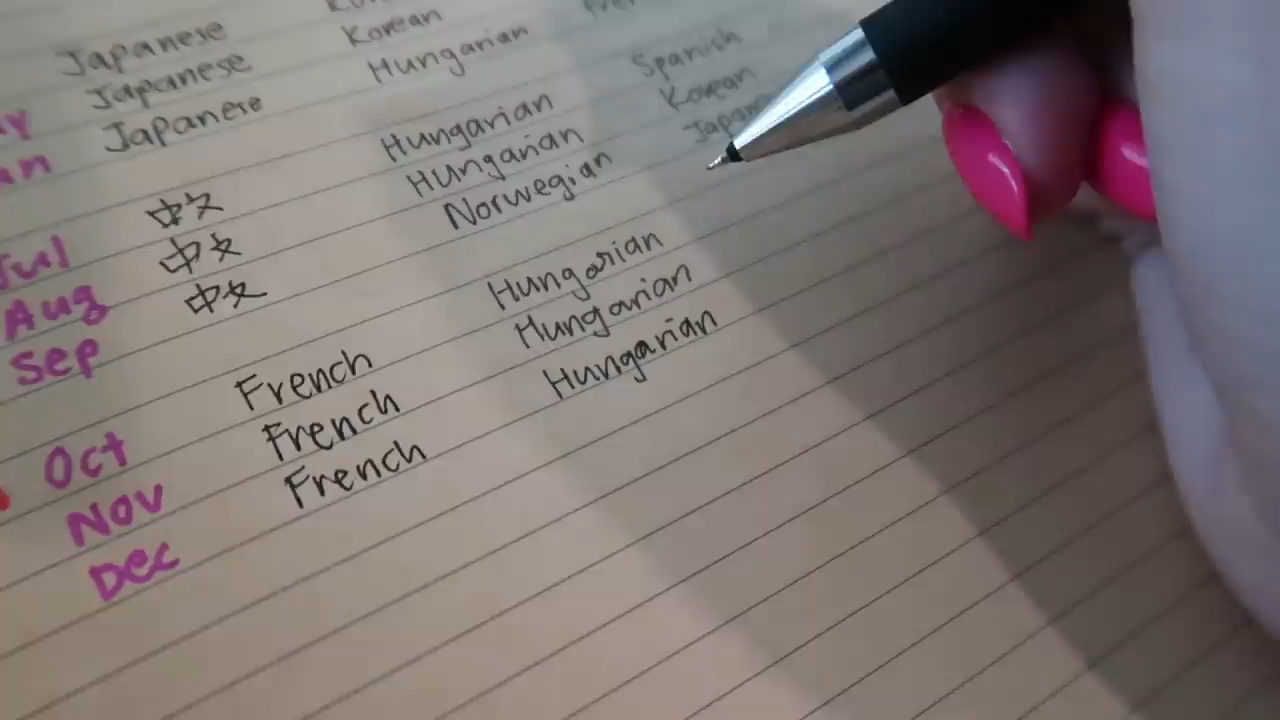 Japanese
Japanese Korean
Japanese Hungarian
Jul 中文 Hungarian Spanish
Aug 中文 Hungarian Korean
Sep 中文 Norwegian
Oct French Hungarian
Nov French Hungarian
Dec French Hungarian